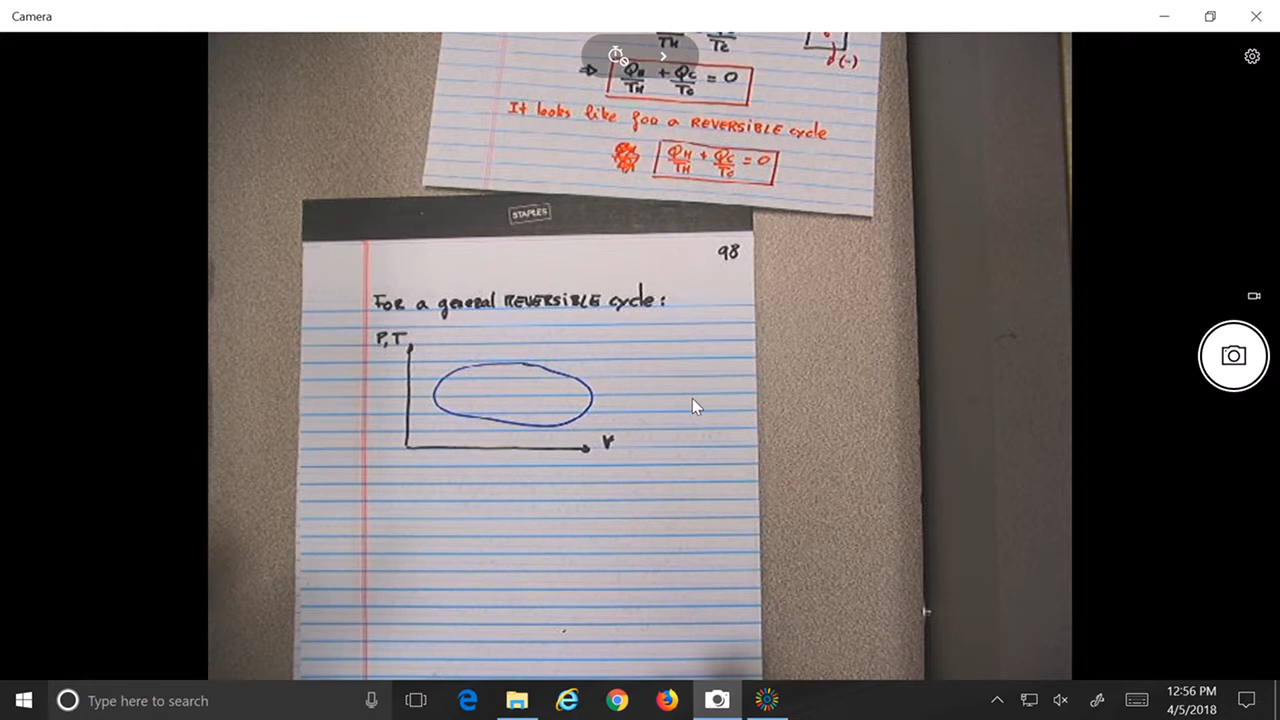 Camera
TH TC
(-)
⇒ QH/TH + QC/TC = 0
It looks like for a REVERSIBLE cycle
QH/TH + QC/TC = 0
STAPLES
98
For a general REVERSIBLE cycle:
P,T
V
Type here to search
12:56 PM
4/5/2018